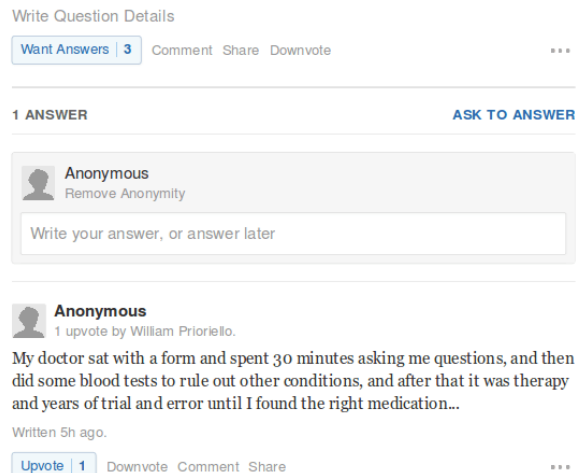 Write Question Details
Want Answers | 3 Comment Share Downvote ...
1 ANSWER ASK TO ANSWER
Anonymous
Remove Anonymity
Write your answer, or answer later
Anonymous
1 upvote by William Prioriello.
My doctor sat with a form and spent 30 minutes asking me questions, and then
did some blood tests to rule out other conditions, and after that it was therapy
and years of trial and error until I found the right medication...
Written 5h ago.
Upvote | 1 Downvote Comment Share ...